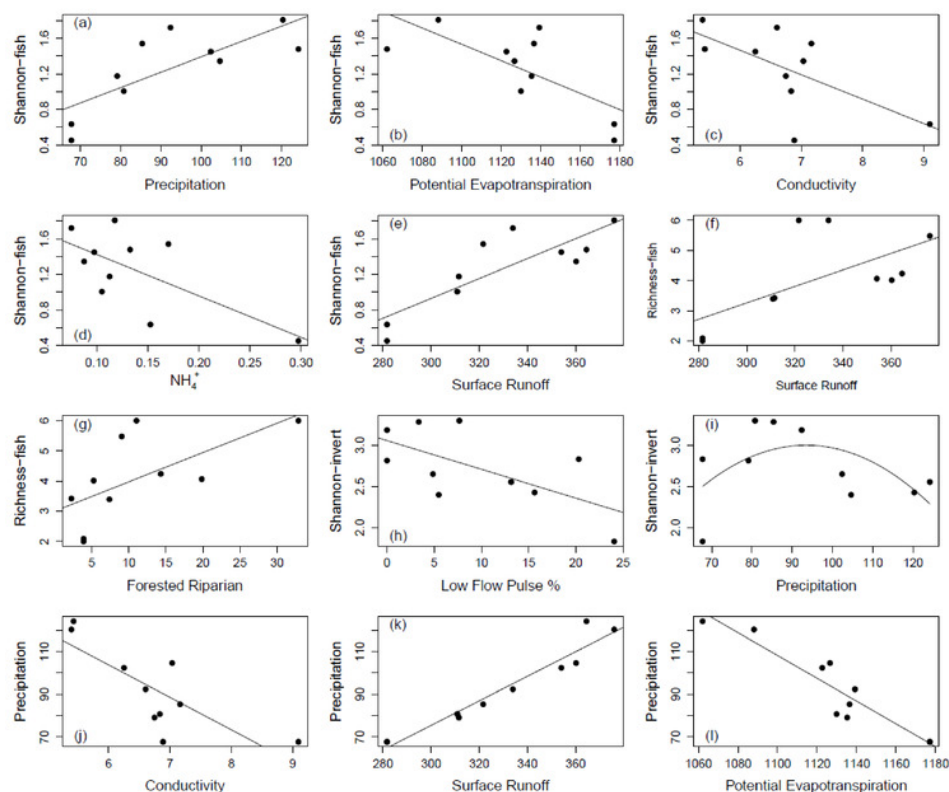 (a)
Shannon−fish
0.4 0.8 1.2 1.6
70 80 90 100 110 120
Precipitation
(b)
Shannon−fish
0.4 0.8 1.2 1.6
1060 1080 1100 1120 1140 1160 1180
Potential Evapotranspiration
(c)
Shannon−fish
0.4 0.8 1.2 1.6
6 7 8 9
Conductivity
(d)
Shannon−fish
0.4 0.8 1.2 1.6
0.10 0.15 0.20 0.25 0.30
NH₄⁺
(e)
Shannon−fish
0.4 0.8 1.2 1.6
280 300 320 340 360
Surface Runoff
(f)
Richness−fish
2 3 4 5 6
280 300 320 340 360
Surface Runoff
(g)
Richness−fish
2 3 4 5 6
5 10 15 20 25 30
Forested Riparian
(h)
Shannon−invert
2.0 2.5 3.0
0 5 10 15 20 25
Low Flow Pulse %
(i)
Shannon−invert
2.0 2.5 3.0
70 80 90 100 110 120
Precipitation
(j)
Precipitation
70 90 110
6 7 8 9
Conductivity
(k)
Precipitation
70 90 110
280 300 320 340 360
Surface Runoff
(l)
Precipitation
70 90 110
1060 1080 1100 1120 1140 1160 1180
Potential Evapotranspiration